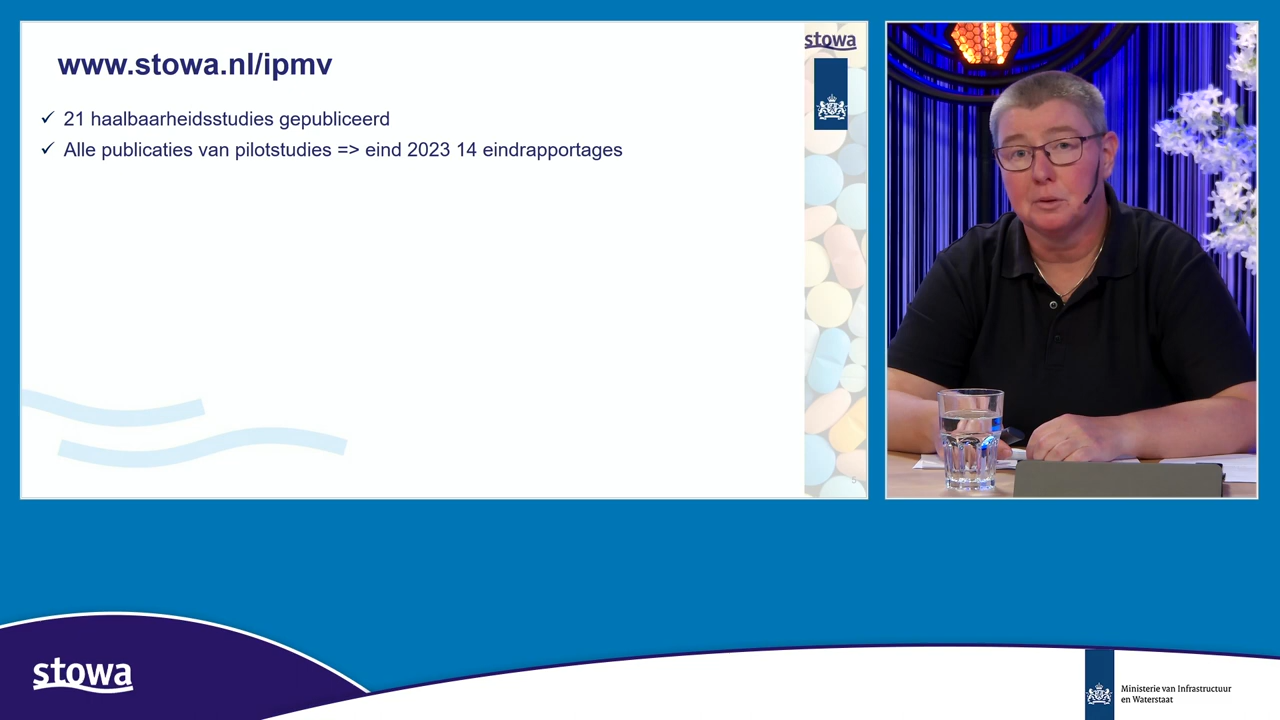 www.stowa.nl/ipmv
✓ 21 haalbaarheidsstudies gepubliceerd
✓ Alle publicaties van pilotstudies => eind 2023 14 eindrapportages
stowa
5
stowa
Ministerie van Infrastructuur
en Waterstaat